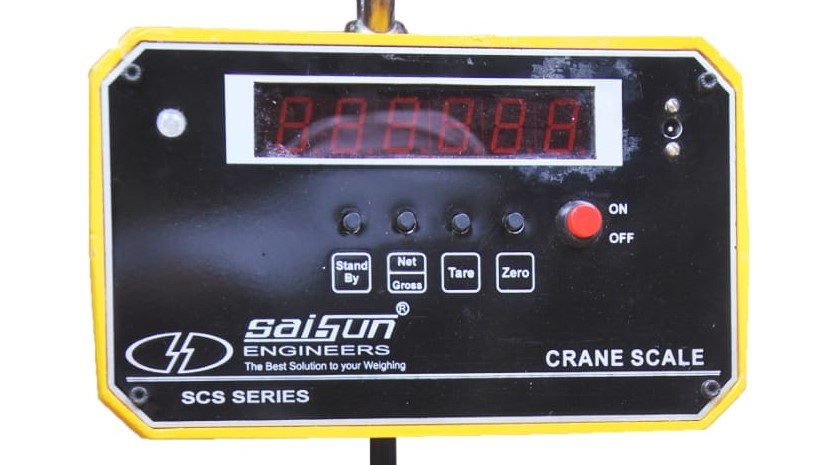 ON
OFF
Stand
By
Net
Gross
Tare
Zero
saisun®
ENGINEERS
The Best Solution to your Weighing
CRANE SCALE
SCS SERIES